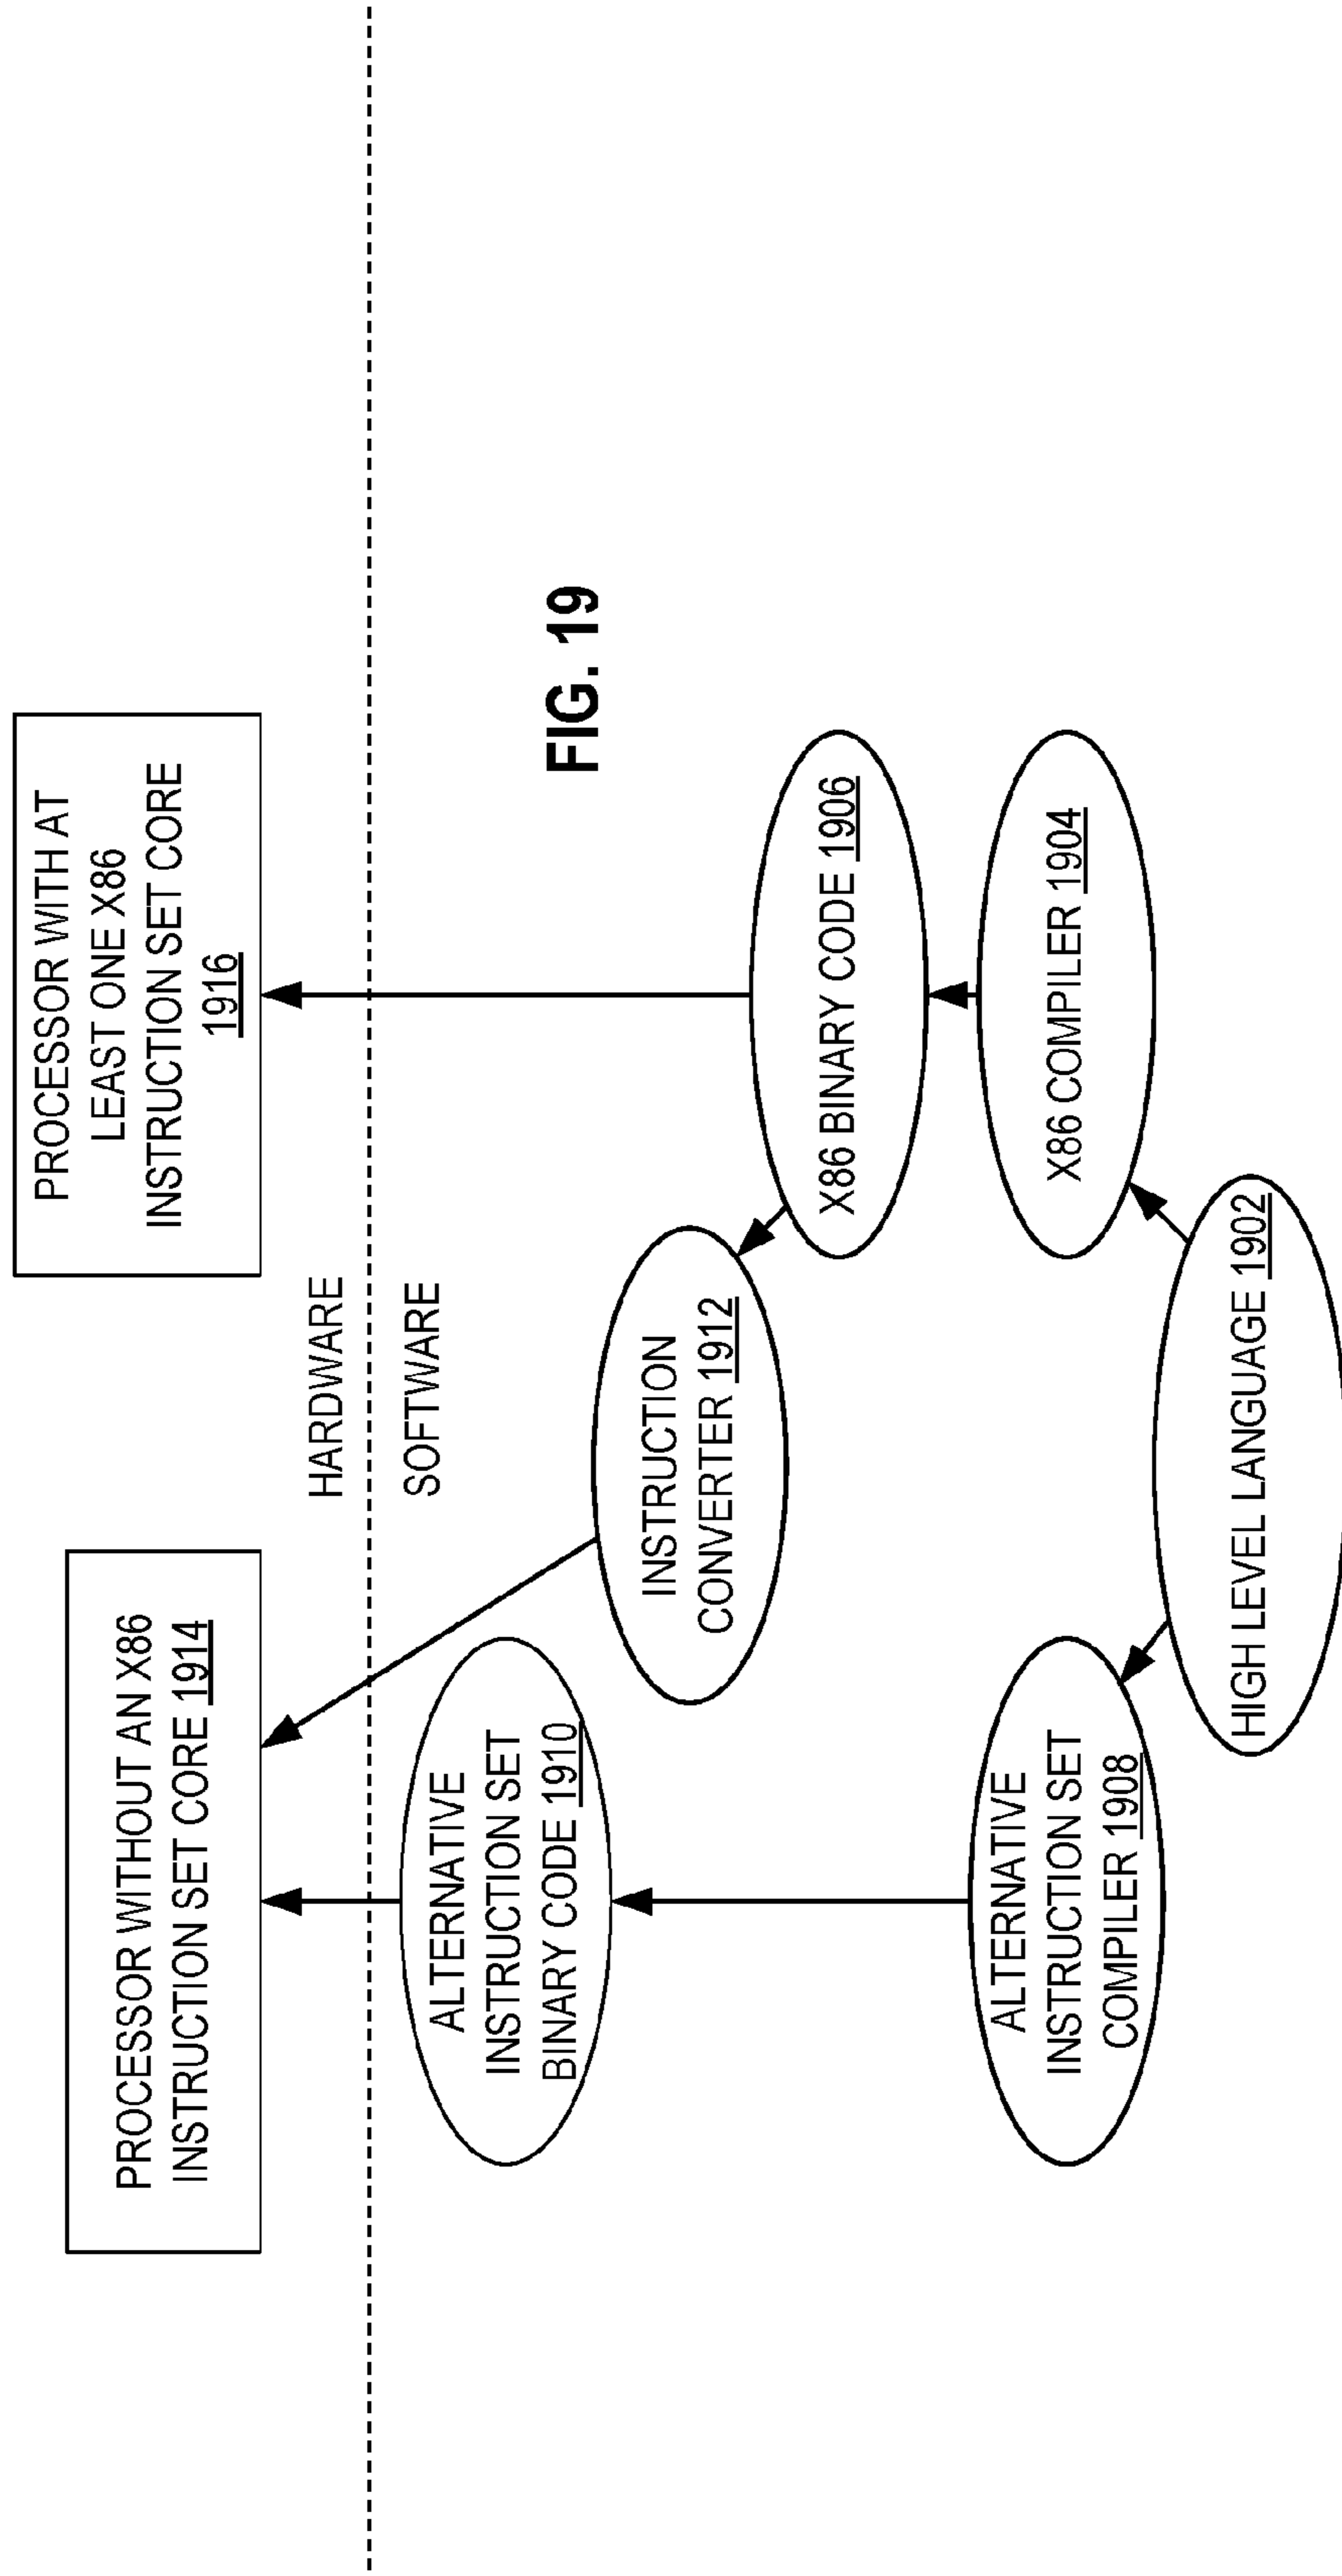 PROCESSOR WITHOUT AN X86
INSTRUCTION SET CORE 1914
PROCESSOR WITH AT
LEAST ONE X86
INSTRUCTION SET CORE
1916
HARDWARE
SOFTWARE
ALTERNATIVE
INSTRUCTION SET
BINARY CODE 1910
INSTRUCTION
CONVERTER 1912
FIG. 19
X86 BINARY CODE 1906
ALTERNATIVE
INSTRUCTION SET
COMPILER 1908
X86 COMPILER 1904
HIGH LEVEL LANGUAGE 1902